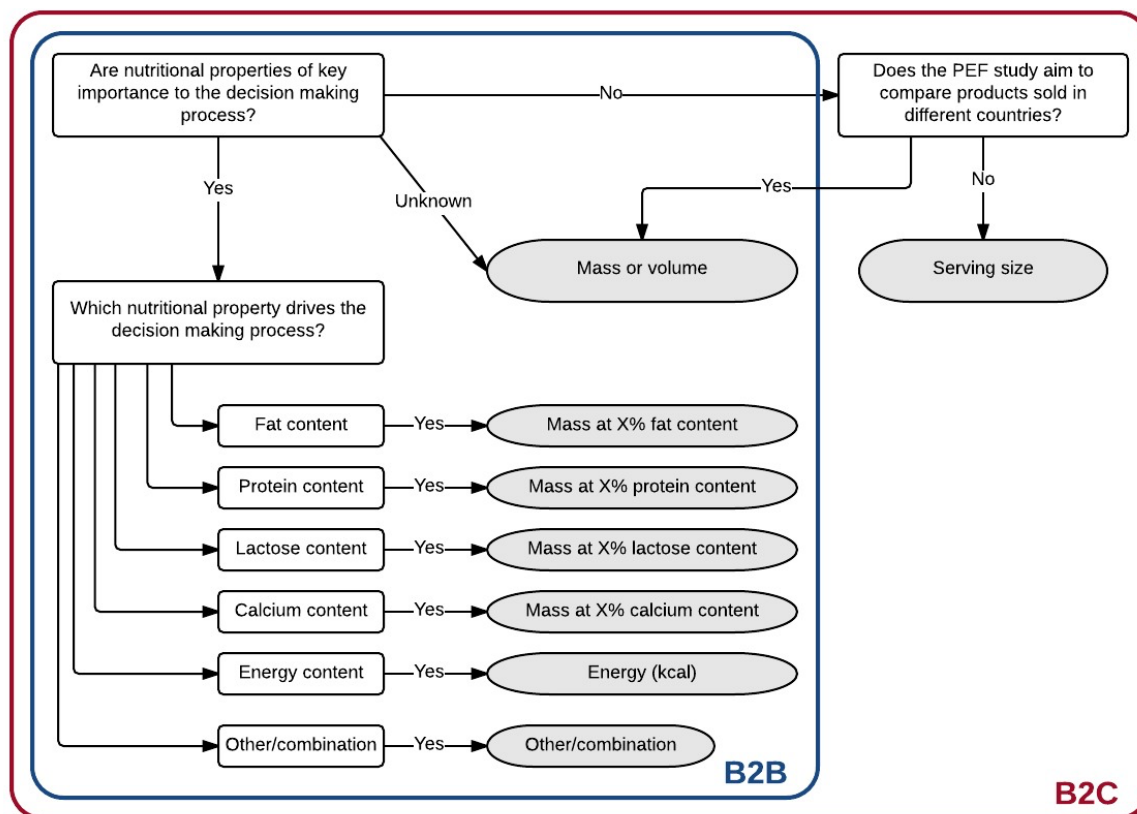 Are nutritional properties of key
importance to the decision making
process?
No
Does the PEF study aim to
compare products sold in
different countries?
Yes
Unknown
Yes
No
Mass or volume
Serving size
Which nutritional property drives the
decision making process?
Fat content
Yes
Mass at X% fat content
Protein content
Yes
Mass at X% protein content
Lactose content
Yes
Mass at X% lactose content
Calcium content
Yes
Mass at X% calcium content
Energy content
Yes
Energy (kcal)
Other/combination
Yes
Other/combination
B2B
B2C